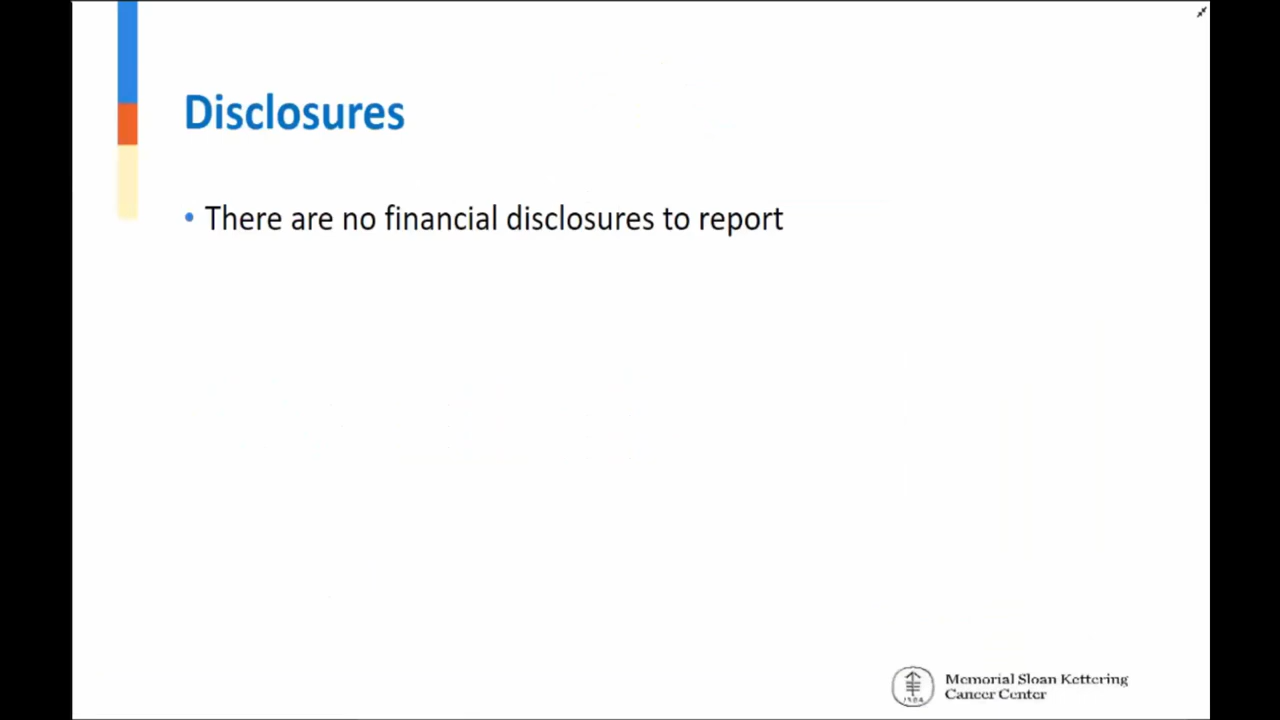 Disclosures
• There are no financial disclosures to report
Memorial Sloan Kettering
Cancer Center